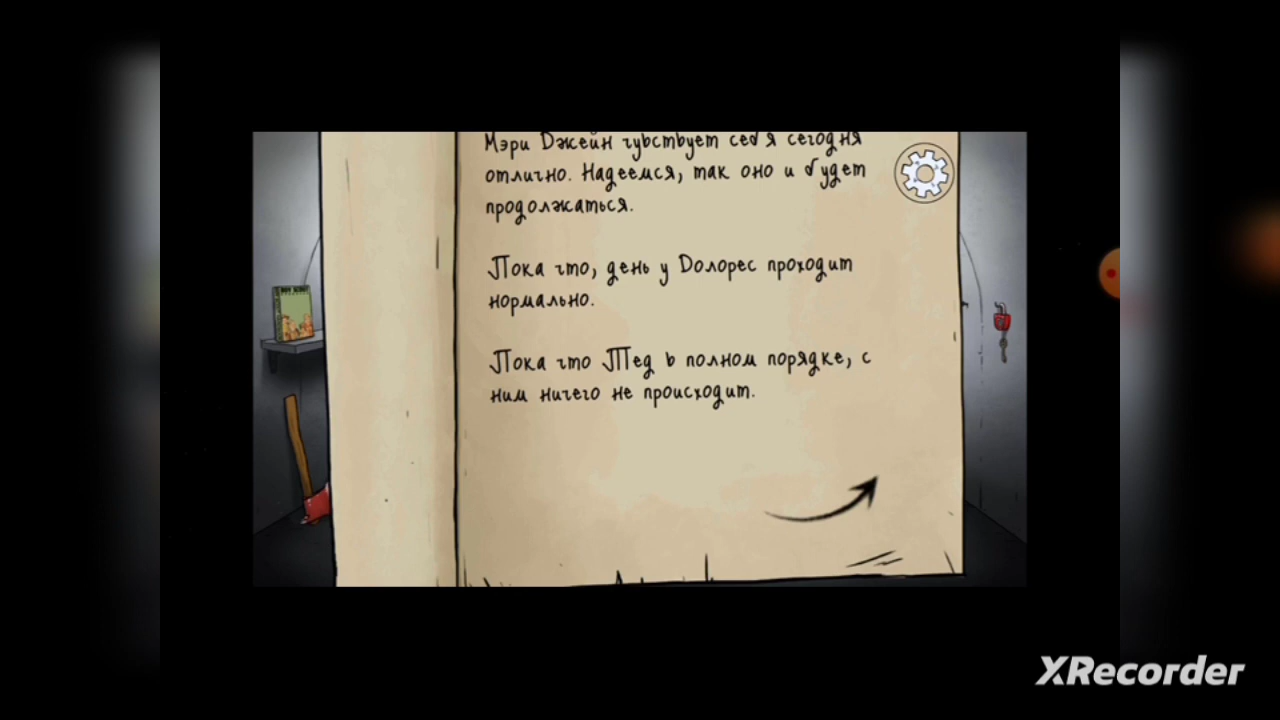 Мэри Джейн чувствует себя сегодня
отлично. Надеемся, так оно и будет
продолжаться.
Пока что, день у Долорес проходит
нормально.
Пока что Тед в полном порядке, с
ним ничего не происходит.
XRecorder